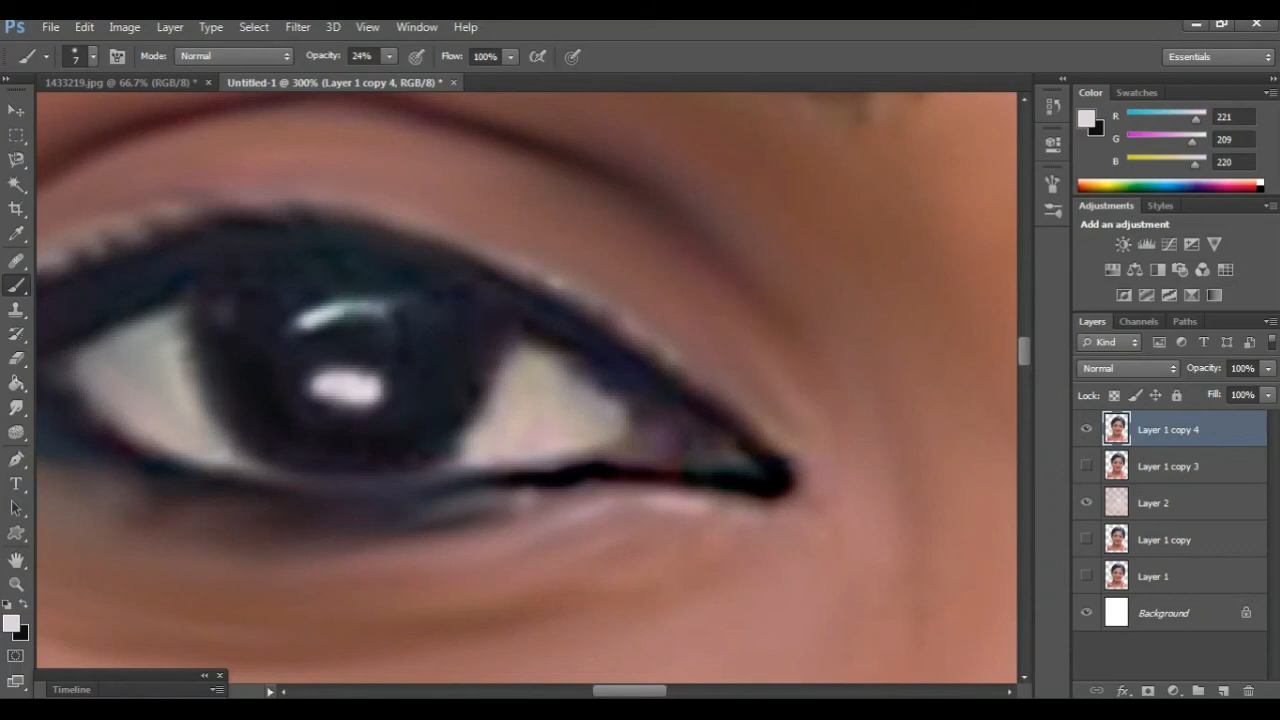 Ps File Edit Image Layer Type Select Filter 3D View Window Help
7 Mode: Normal Opacity: 24% Flow: 100% Essentials
1433219.jpg @ 66.7% (RGB/8) * × Untitled-1 @ 300% (Layer 1 copy 4, RGB/8) * ×
Color Swatches
R 221
G 209
B 220
Adjustments Styles
Add an adjustment
Layers Channels Paths
Kind
Normal Opacity: 100%
Lock: Fill: 100%
Layer 1 copy 4
Layer 1 copy 3
Layer 2
Layer 1 copy
Layer 1
Background
Timeline